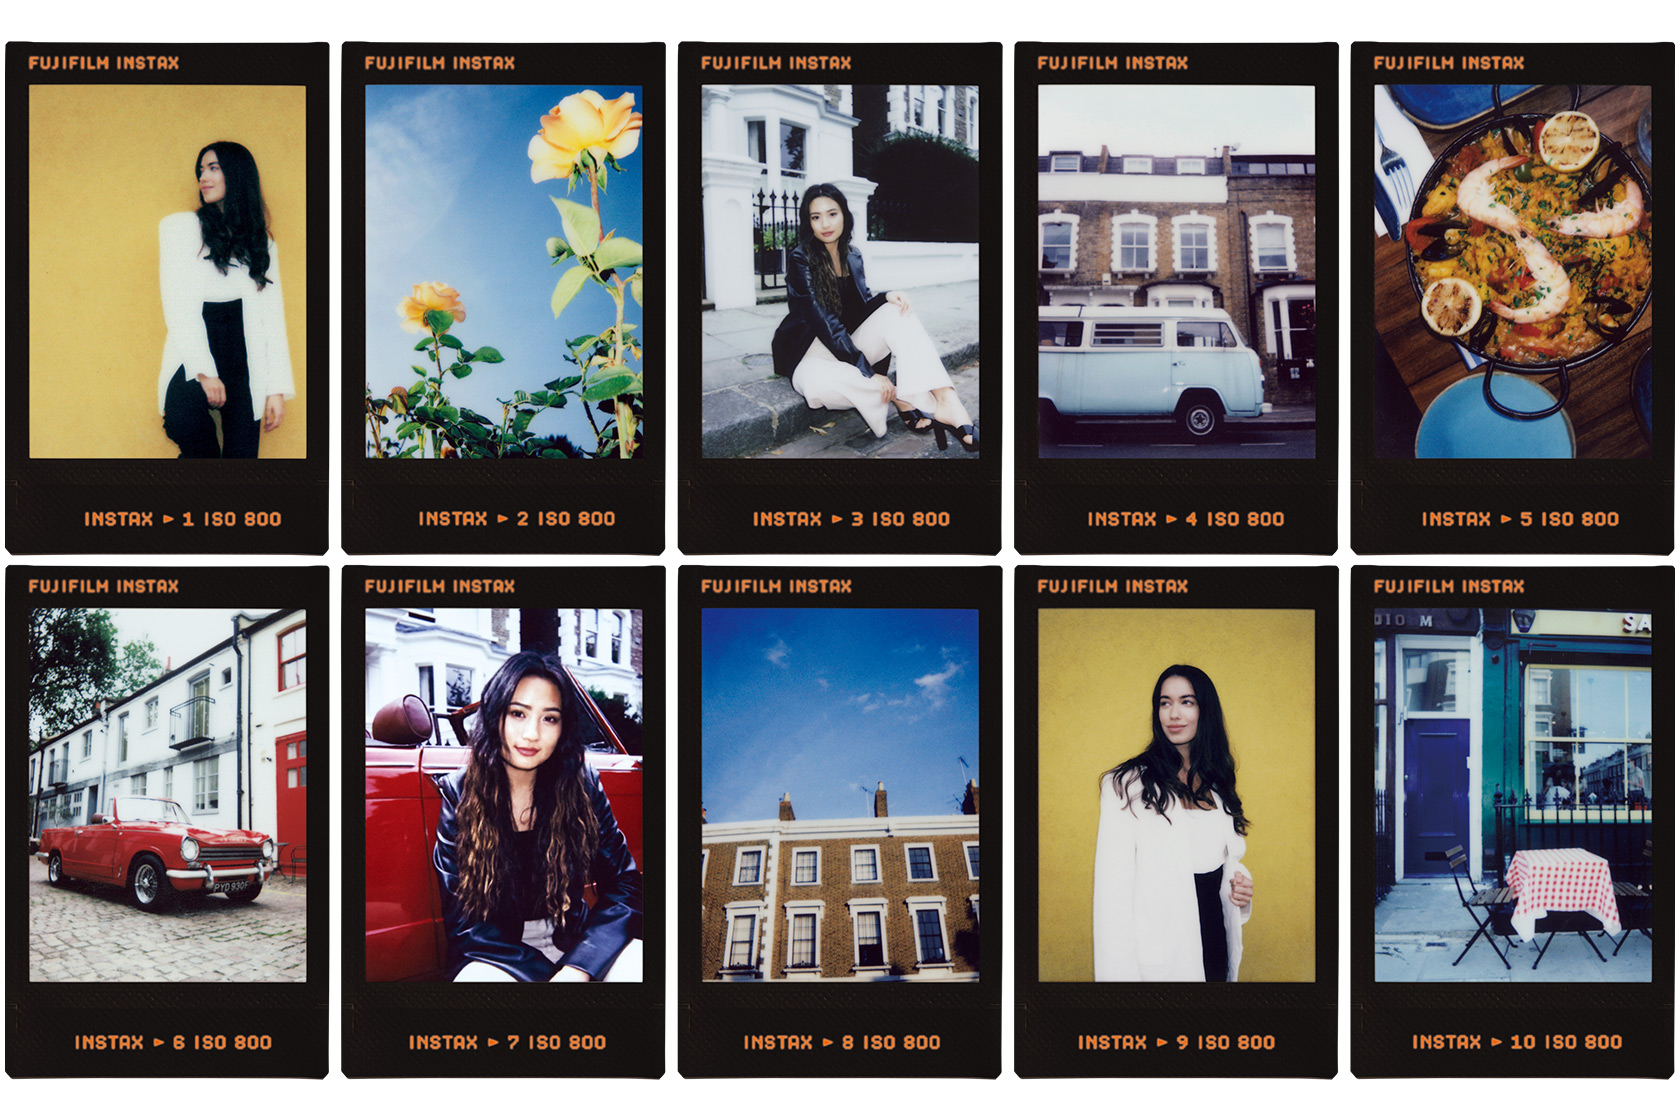 FUJIFILM INSTAX
FUJIFILM INSTAX
FUJIFILM INSTAX
FUJIFILM INSTAX
FUJIFILM INSTAX
INSTAX ▸ 1 ISO 800
INSTAX ▸ 2 ISO 800
INSTAX ▸ 3 ISO 800
INSTAX ▸ 4 ISO 800
INSTAX ▸ 5 ISO 800
FUJIFILM INSTAX
FUJIFILM INSTAX
FUJIFILM INSTAX
FUJIFILM INSTAX
FUJIFILM INSTAX
DIO M
SA
PYD 930F
INSTAX ▸ 6 ISO 800
INSTAX ▸ 7 ISO 800
INSTAX ▸ 8 ISO 800
INSTAX ▸ 9 ISO 800
INSTAX ▸ 10 ISO 800